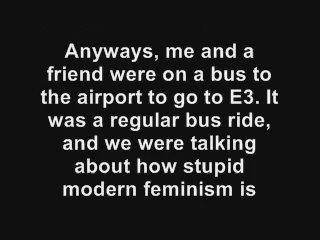 Anyways, me and a
friend were on a bus to
the airport to go to E3. It
was a regular bus ride,
and we were talking
about how stupid
modern feminism is